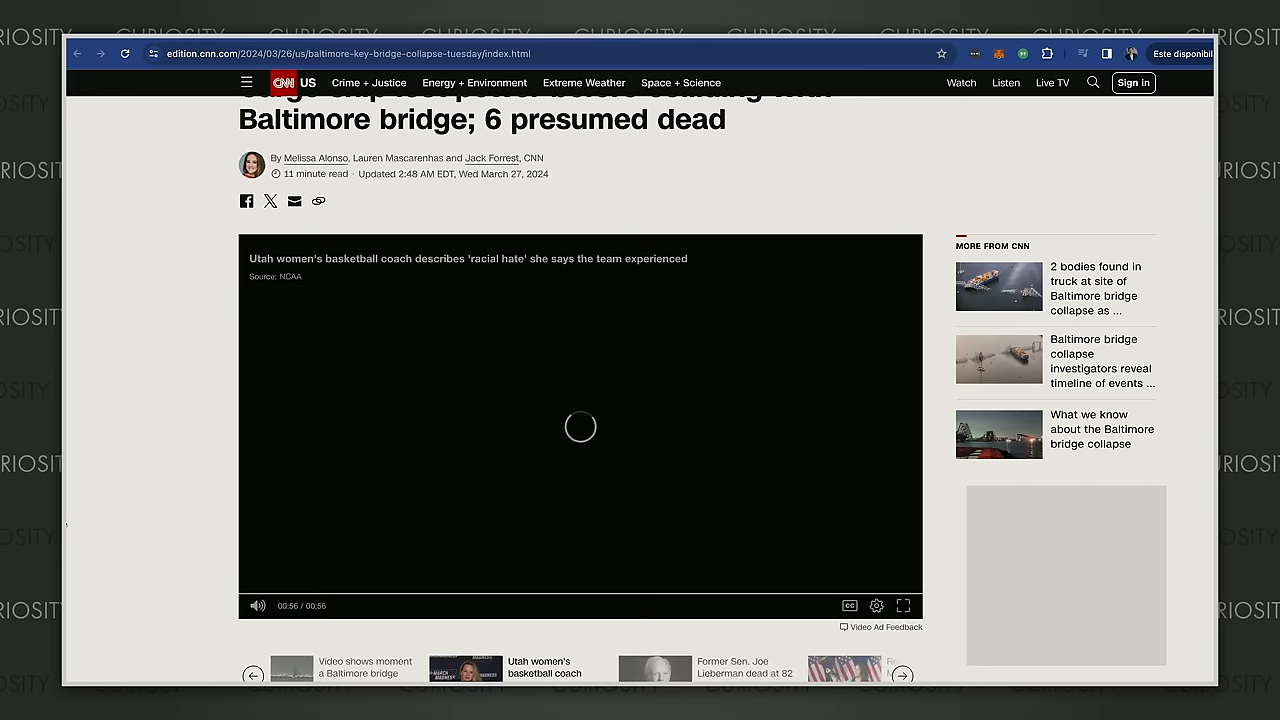 edition.cnn.com/2024/03/26/us/baltimore-key-bridge-collapse-tuesday/index.html
Este disponibil
CNN US Crime + Justice Energy + Environment Extreme Weather Space + Science Watch Listen Live TV Sign in
Baltimore bridge; 6 presumed dead
By Melissa Alonso, Lauren Mascarenhas and Jack Forrest, CNN
11 minute read · Updated 2:48 AM EDT, Wed March 27, 2024
Utah women's basketball coach describes 'racial hate' she says the team experienced
Source: NCAA
00:56 / 00:56
CC
Video Ad Feedback
Video shows moment
a Baltimore bridge
Utah women's
basketball coach
Former Sen. Joe
Lieberman dead at 82
MORE FROM CNN
2 bodies found in
truck at site of
Baltimore bridge
collapse as ...
Baltimore bridge
collapse
investigators reveal
timeline of events ...
What we know
about the Baltimore
bridge collapse
CURIOSITY